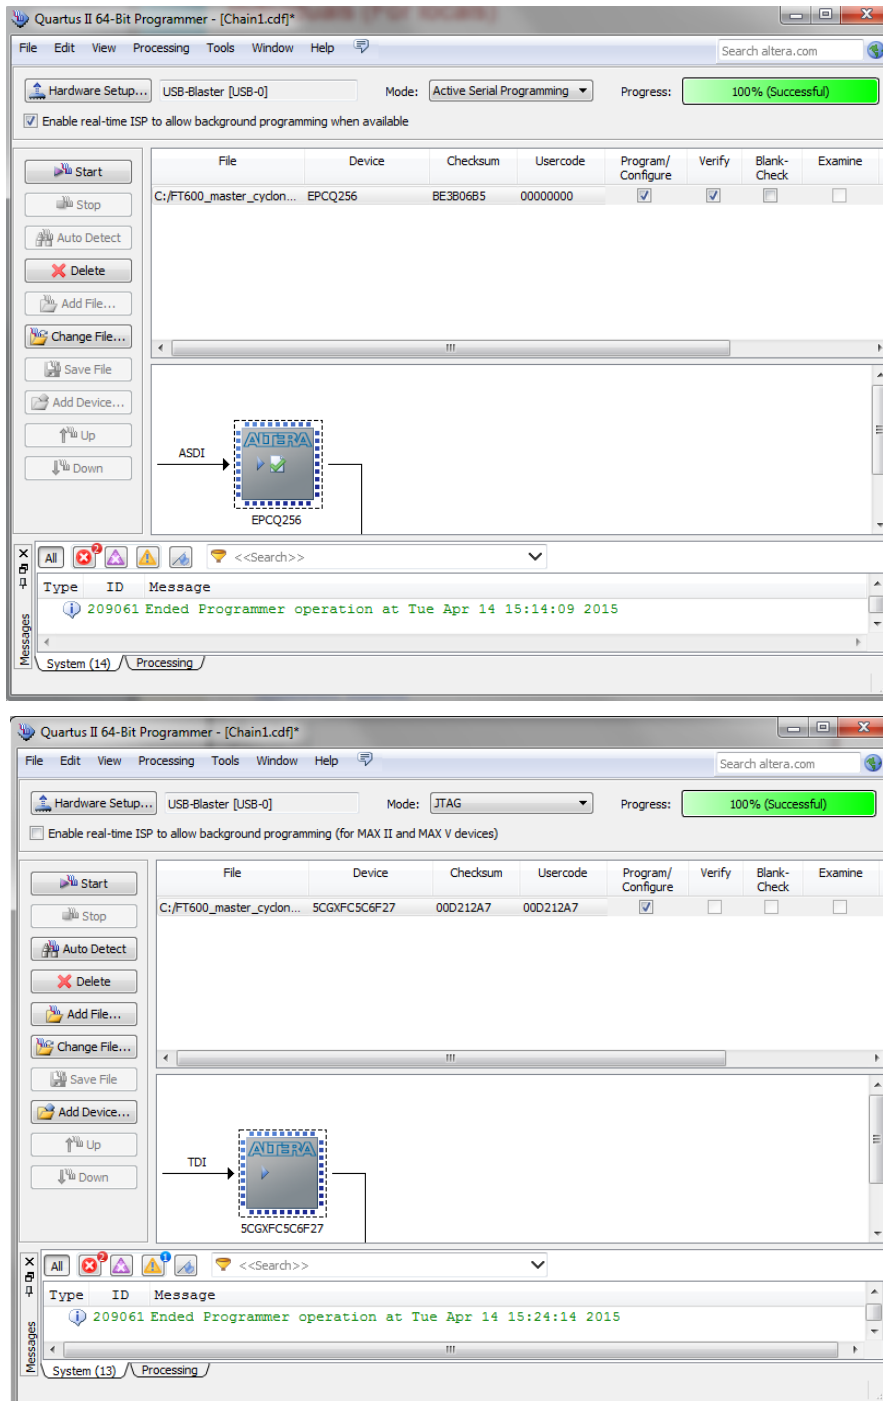 Quartus II 64-Bit Programmer - [Chain1.cdf]*
File Edit View Processing Tools Window Help Search altera.com
Hardware Setup... USB-Blaster [USB-0] Mode: Active Serial Programming Progress: 100% (Successful)
Enable real-time ISP to allow background programming when available
Start
Stop
Auto Detect
Delete
Add File...
Change File...
Save File
Add Device...
Up
Down
File Device Checksum Usercode Program/ Configure Verify Blank- Check Examine
C:/FT600_master_cyclon... EPCQ256 BE3B06B5 00000000
ASDI
ALTERA
EPCQ256
All 2 <<Search>>
Type ID Message
209061 Ended Programmer operation at Tue Apr 14 15:14:09 2015
Messages
System (14) Processing
Quartus II 64-Bit Programmer - [Chain1.cdf]*
File Edit View Processing Tools Window Help Search altera.com
Hardware Setup... USB-Blaster [USB-0] Mode: JTAG Progress: 100% (Successful)
Enable real-time ISP to allow background programming (for MAX II and MAX V devices)
Start
Stop
Auto Detect
Delete
Add File...
Change File...
Save File
Add Device...
Up
Down
File Device Checksum Usercode Program/ Configure Verify Blank- Check Examine
C:/FT600_master_cyclon... 5CGXFC5C6F27 00D212A7 00D212A7
TDI
ALTERA
5CGXFC5C6F27
All 2 1 <<Search>>
Type ID Message
209061 Ended Programmer operation at Tue Apr 14 15:24:14 2015
Messages
System (13) Processing